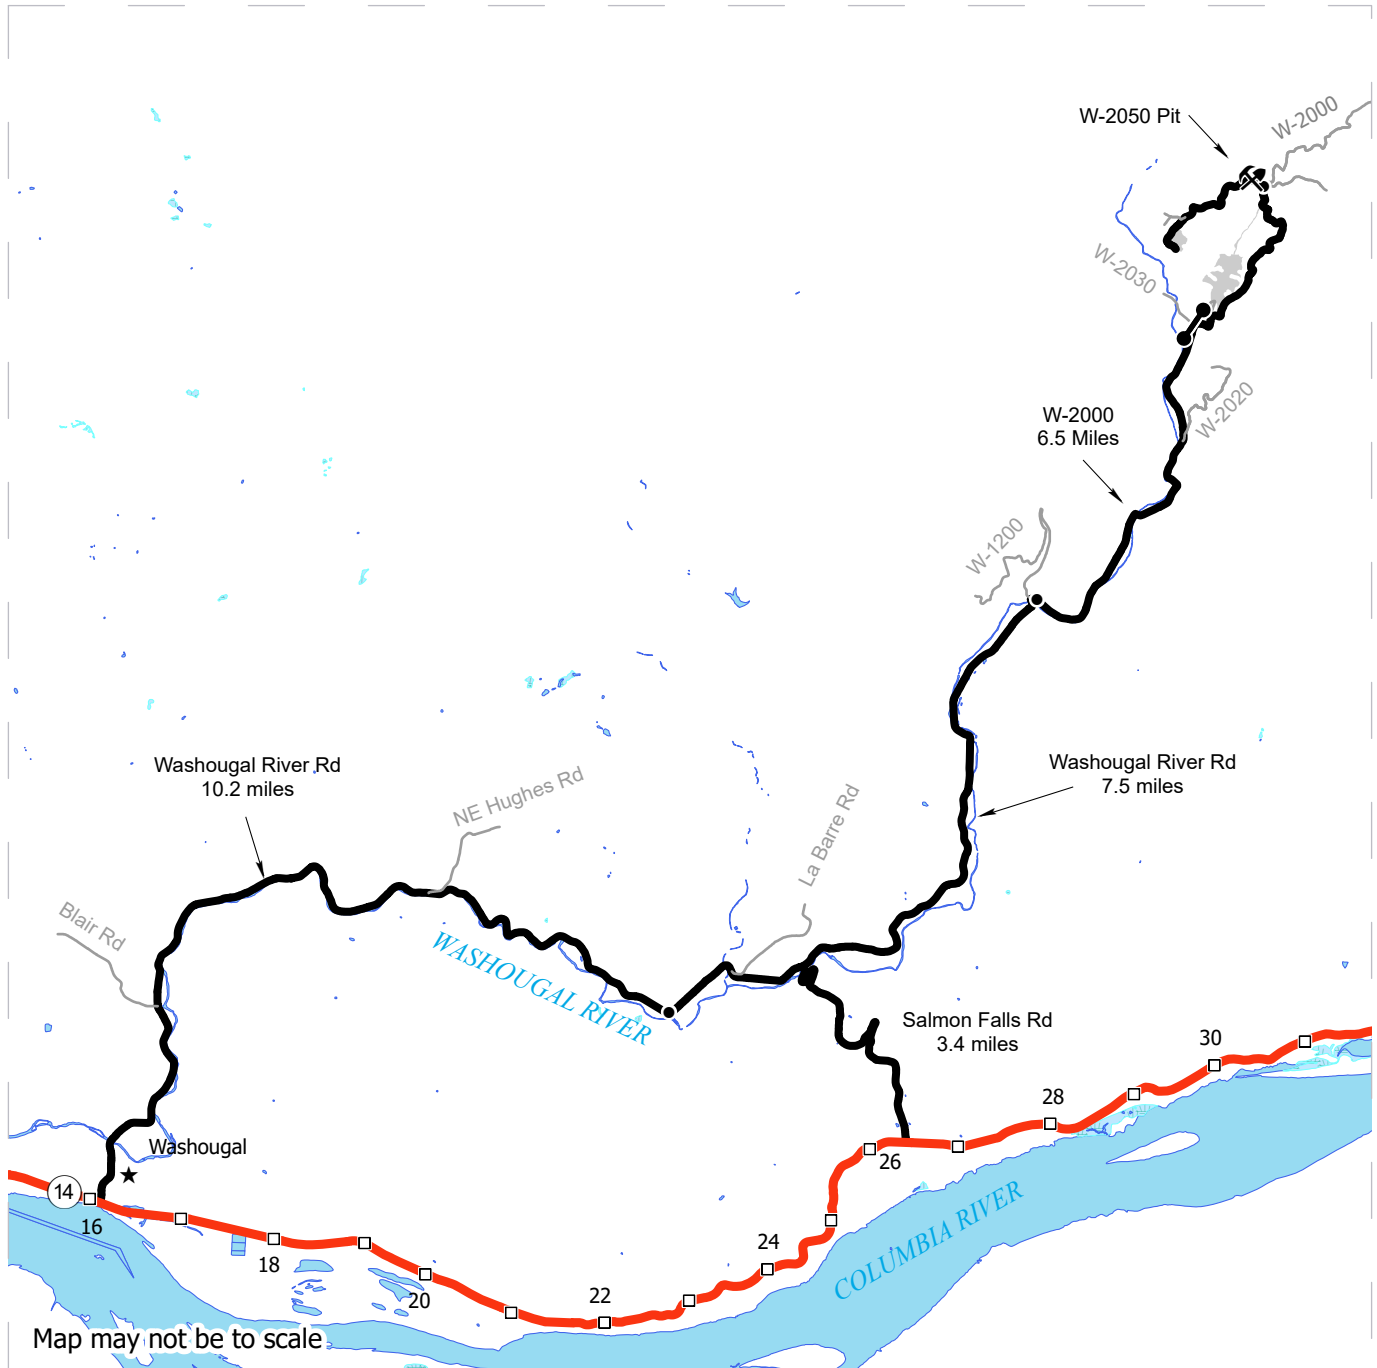 W-2050 Pit
W-2000
W-2030
W-2020
W-2000
6.5 Miles
W-1200
Washougal River Rd
10.2 miles
NE Hughes Rd
La Barre Rd
Washougal River Rd
7.5 miles
Blair Rd
WASHOUGAL RIVER
Salmon Falls Rd
3.4 miles
30
28
26
Washougal
14
16
18
20
22
24
COLUMBIA RIVER
Map may not be to scale